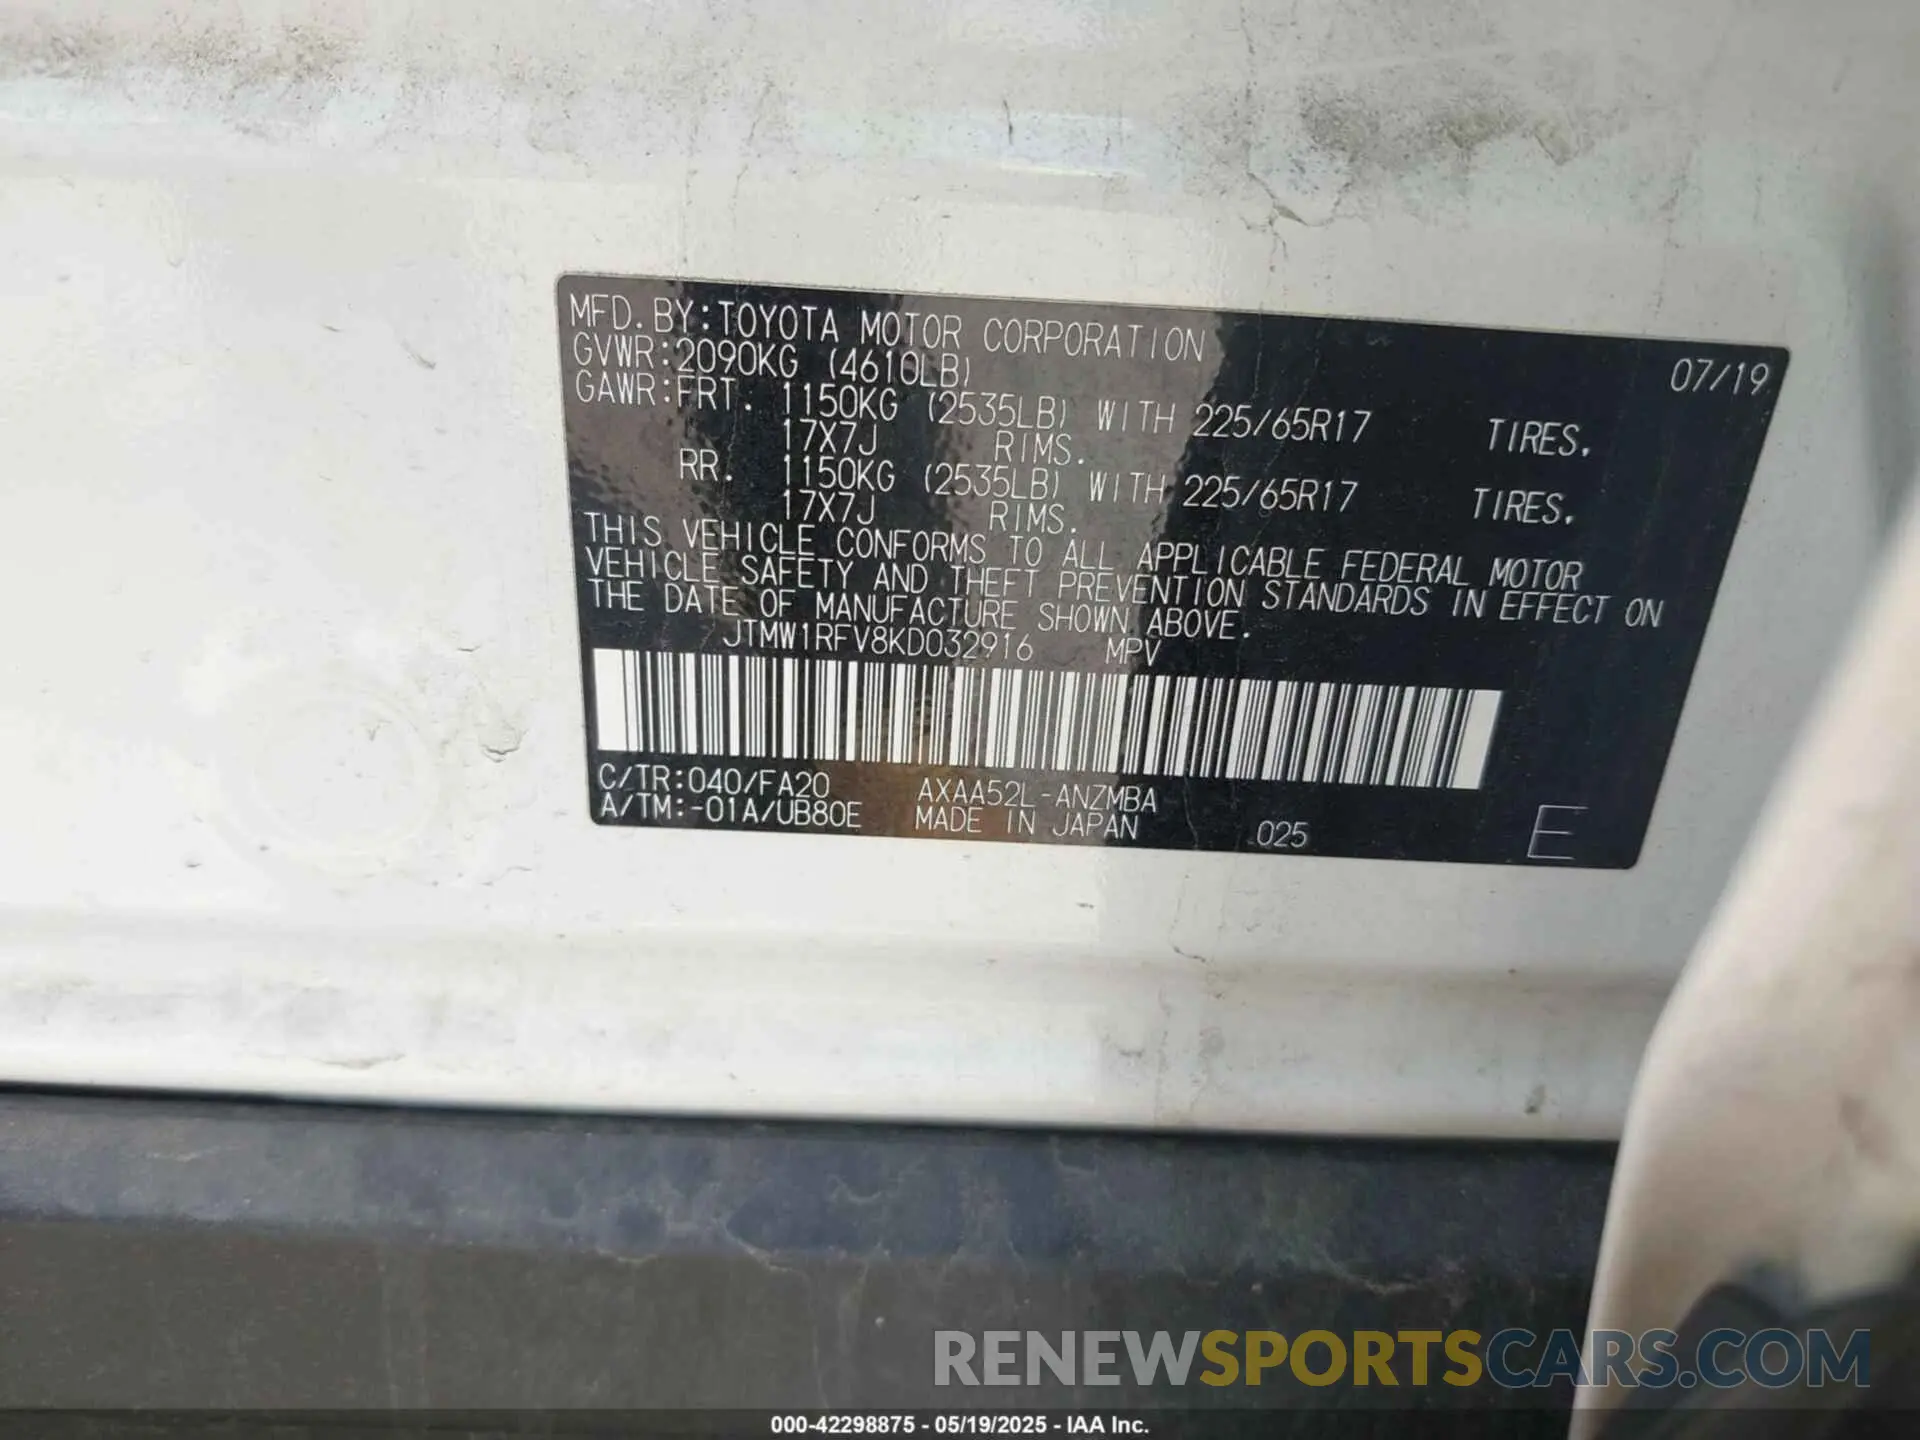 MFD. BY: TOYOTA MOTOR CORPORATION 07/19
GVWR: 2090KG (4610LB)
GAWR: FRT. 1150KG (2535LB) WITH 225/65R17 TIRES.
17X7J RIMS.
RR. 1150KG (2535LB) WITH 225/65R17 TIRES.
17X7J RIMS.
THIS VEHICLE CONFORMS TO ALL APPLICABLE FEDERAL MOTOR
VEHICLE SAFETY AND THEFT PREVENTION STANDARDS IN EFFECT ON
THE DATE OF MANUFACTURE SHOWN ABOVE.
JTMW1RFV8KD032916 MPV
C/TR: 040/FA20 AXAA52L-ANZMBA
A/TM: -01A/UB80E MADE IN JAPAN 025 E
RENEWSPORTSCARS.COM
000-42298875 - 05/19/2025 - IAA Inc.